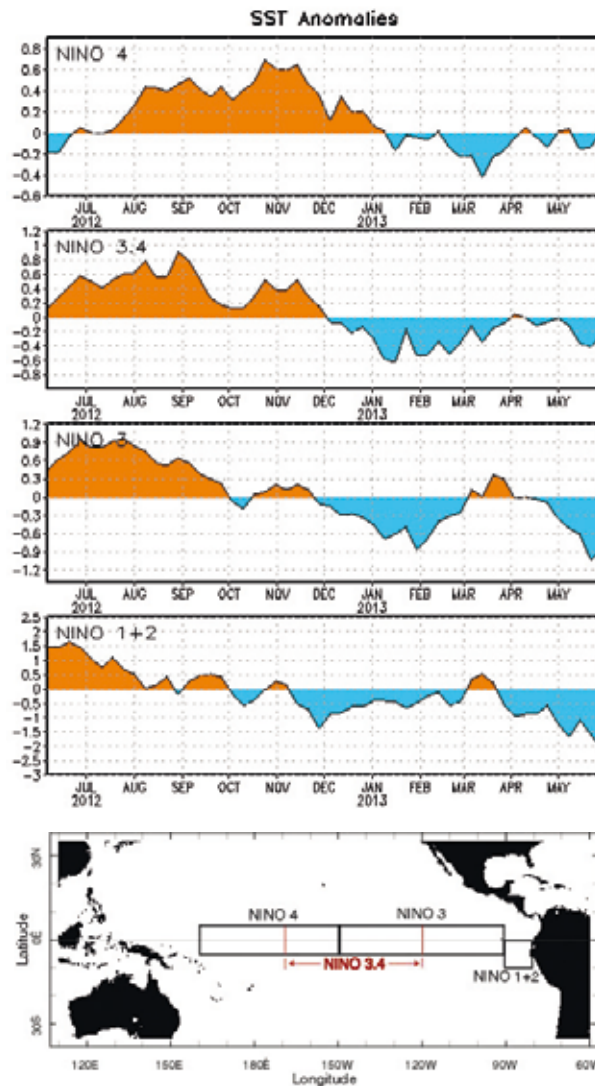 SST Anomalies
NINO 4
0.8
0.6
0.4
0.2
0
-0.2
-0.4
-0.6
JUL AUG SEP OCT NOV DEC JAN FEB MAR APR MAY
2012 2013
NINO 3.4
1.2
1
0.8
0.6
0.4
0.2
0
-0.2
-0.4
-0.6
-0.8
JUL AUG SEP OCT NOV DEC JAN FEB MAR APR MAY
2012 2013
NINO 3
1.2
0.9
0.6
0.3
0
-0.3
-0.6
-0.9
-1.2
JUL AUG SEP OCT NOV DEC JAN FEB MAR APR MAY
2012 2013
NINO 1+2
2.5
2
1.5
1
0.5
0
-0.5
-1
-1.5
-2
-2.5
-3
JUL AUG SEP OCT NOV DEC JAN FEB MAR APR MAY
2012 2013
30N
NINO 4 NINO 3
Latitude
0E
NINO 3.4
NINO 1+2
30S
120E 150E 180E 150W 120W 90W 60W
Longitude